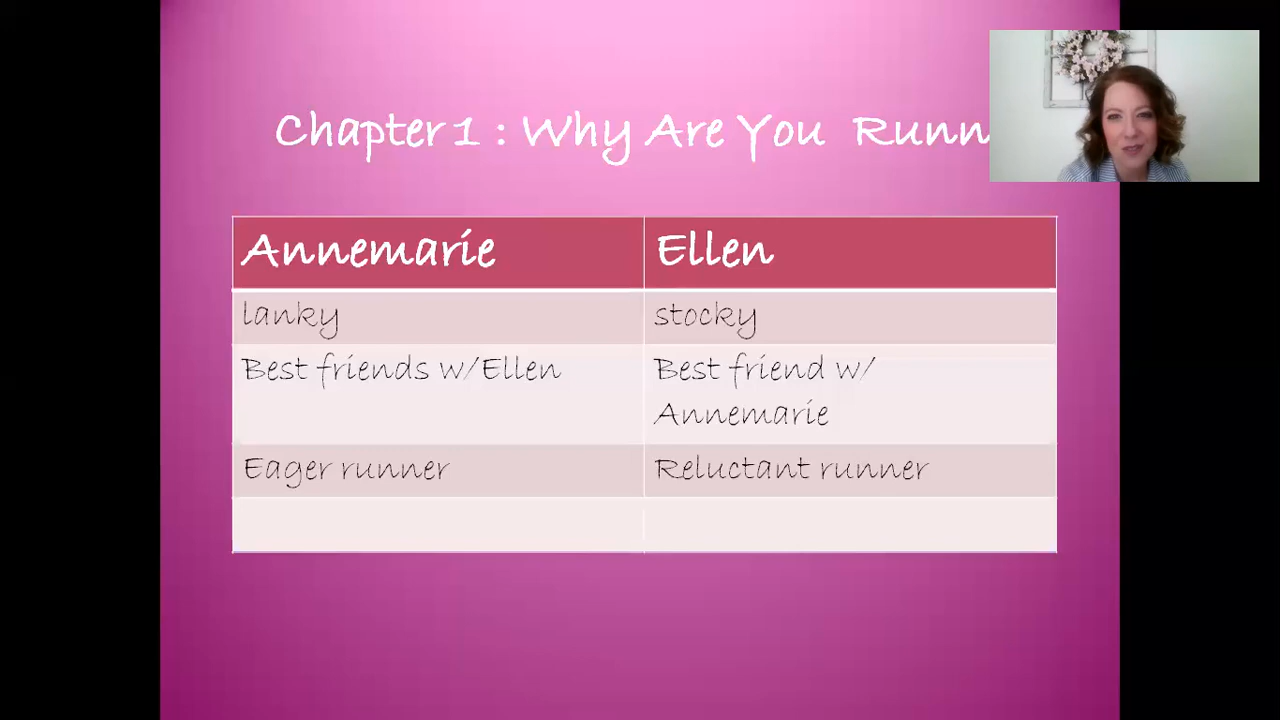 Chapter 1 : Why Are You Runn
Annemarie
Ellen
lanky
stocky
Best friends w/Ellen
Best friend w/
Annemarie
Eager runner
Reluctant runner